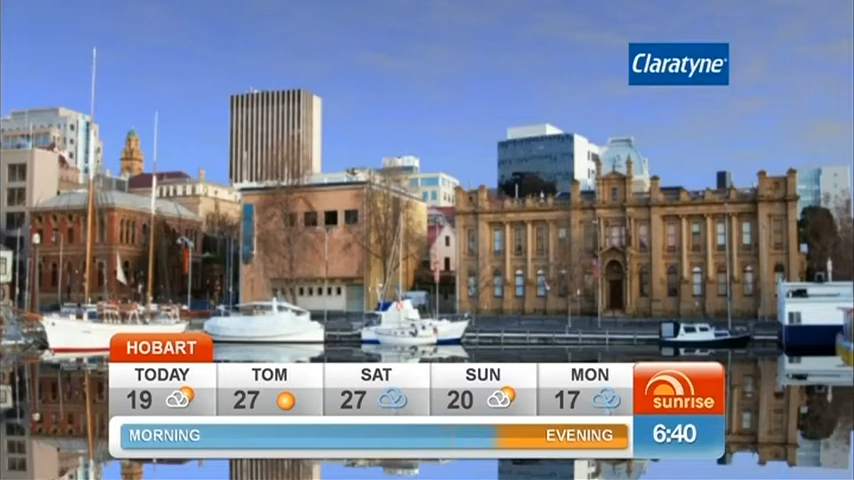 Claratyne
HOBART
TODAY TOM SAT SUN MON
19 27 27 20 17
sunrise
MORNING EVENING 6:40